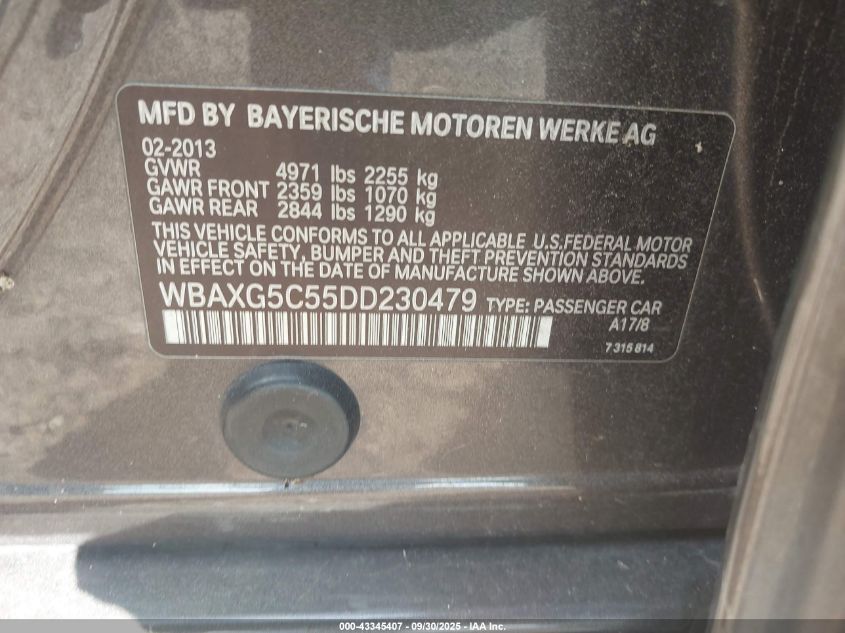 MFD BY BAYERISCHE MOTOREN WERKE AG
02-2013
GVWR 4971 lbs 2255 kg
GAWR FRONT 2359 lbs 1070 kg
GAWR REAR 2844 lbs 1290 kg
THIS VEHICLE CONFORMS TO ALL APPLICABLE U.S.FEDERAL MOTOR
VEHICLE SAFETY, BUMPER AND THEFT PREVENTION STANDARDS
IN EFFECT ON THE DATE OF MANUFACTURE SHOWN ABOVE.
WBAXG5C55DD230479 TYPE: PASSENGER CAR
A17/8
7 315 814
000-43345407 - 09/30/2025 - IAA Inc.